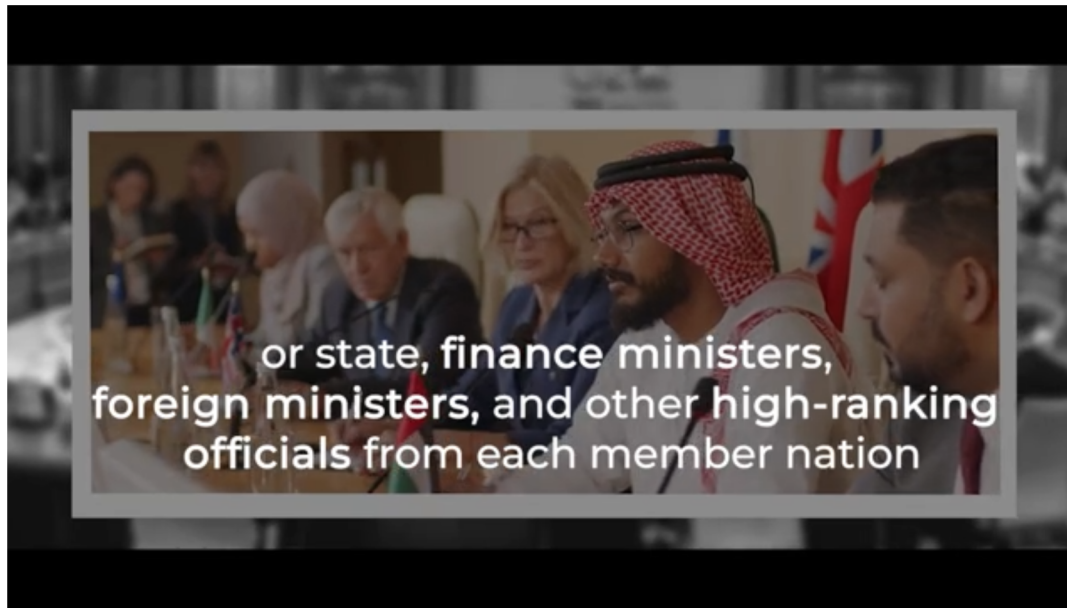 or state, finance ministers,
foreign ministers, and other high-ranking
officials from each member nation